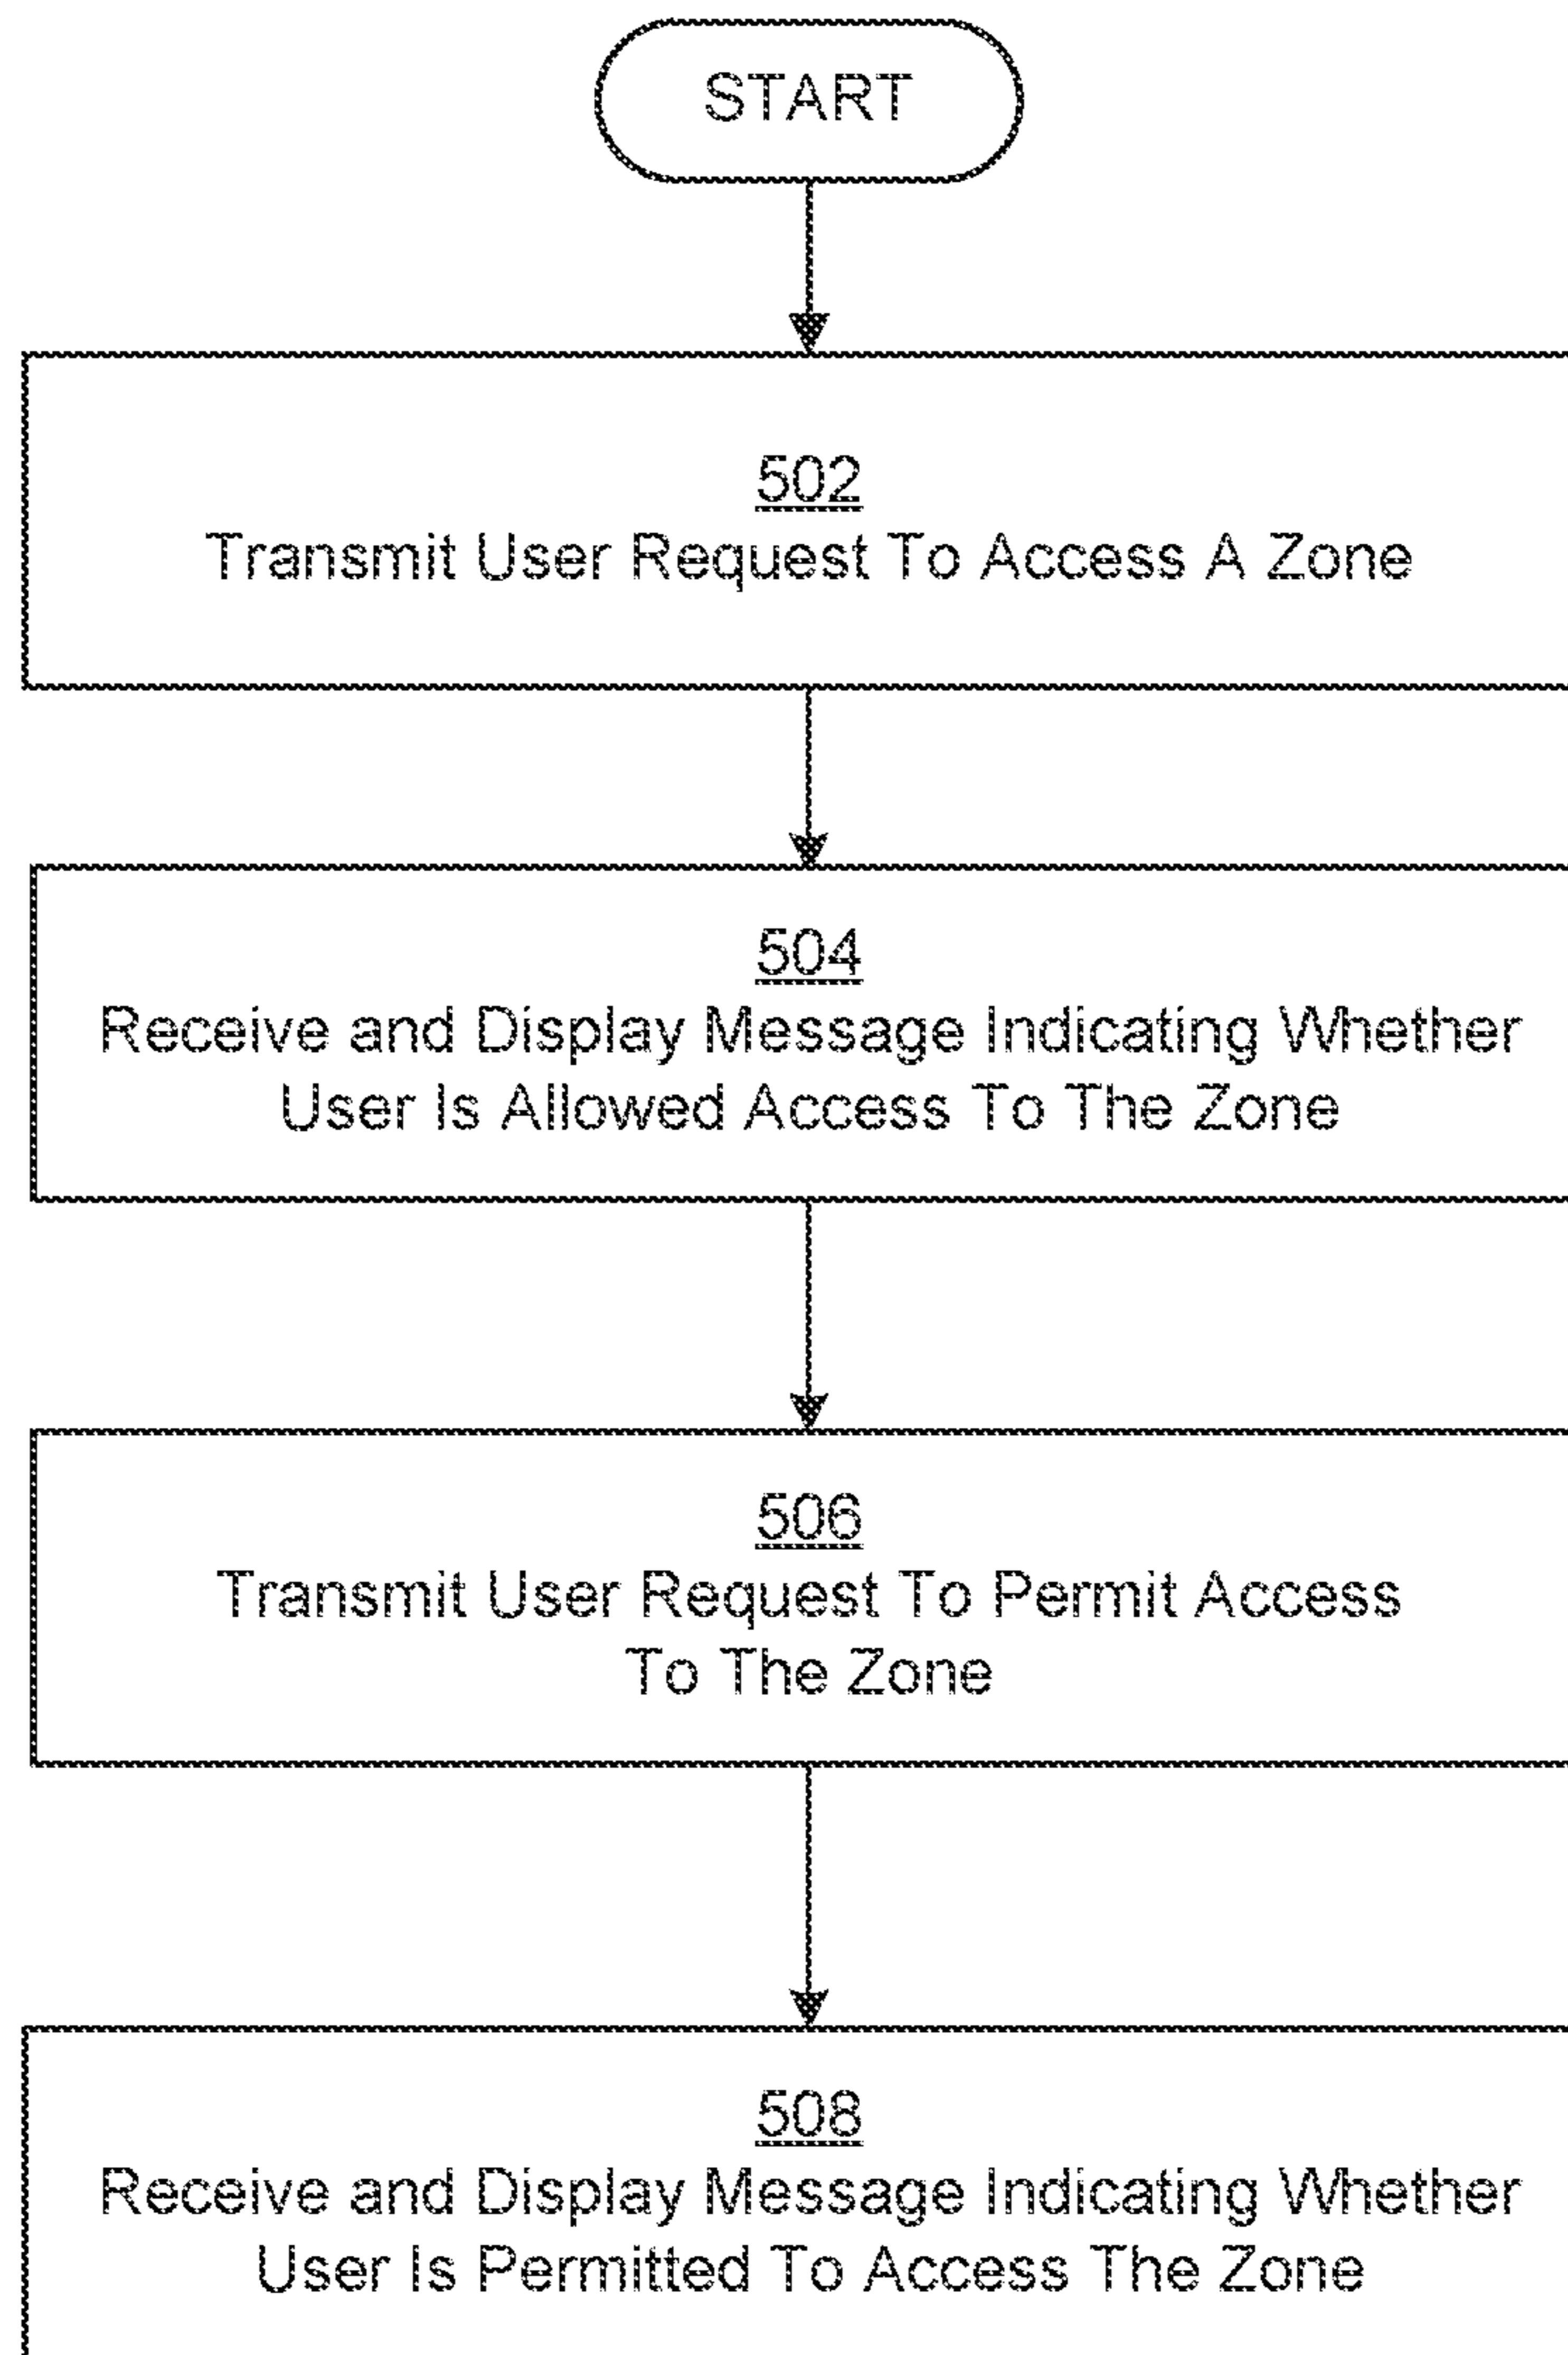 START
502
Transmit User Request To Access A Zone
504
Receive and Display Message Indicating Whether
User Is Allowed Access To The Zone
506
Transmit User Request To Permit Access
To The Zone
508
Receive and Display Message Indicating Whether
User Is Permitted To Access The Zone